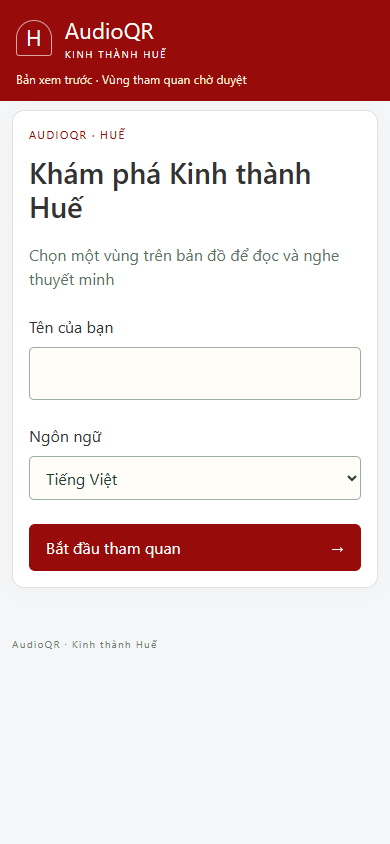 H
AudioQR
KINH THÀNH HUẾ
Bản xem trước · Vùng tham quan chờ duyệt
AUDIOQR · HUẾ
Khám phá Kinh thành
Huế
Chọn một vùng trên bản đồ để đọc và nghe
thuyết minh
Tên của bạn
Ngôn ngữ
Tiếng Việt
Bắt đầu tham quan →
AudioQR · Kinh thành Huế